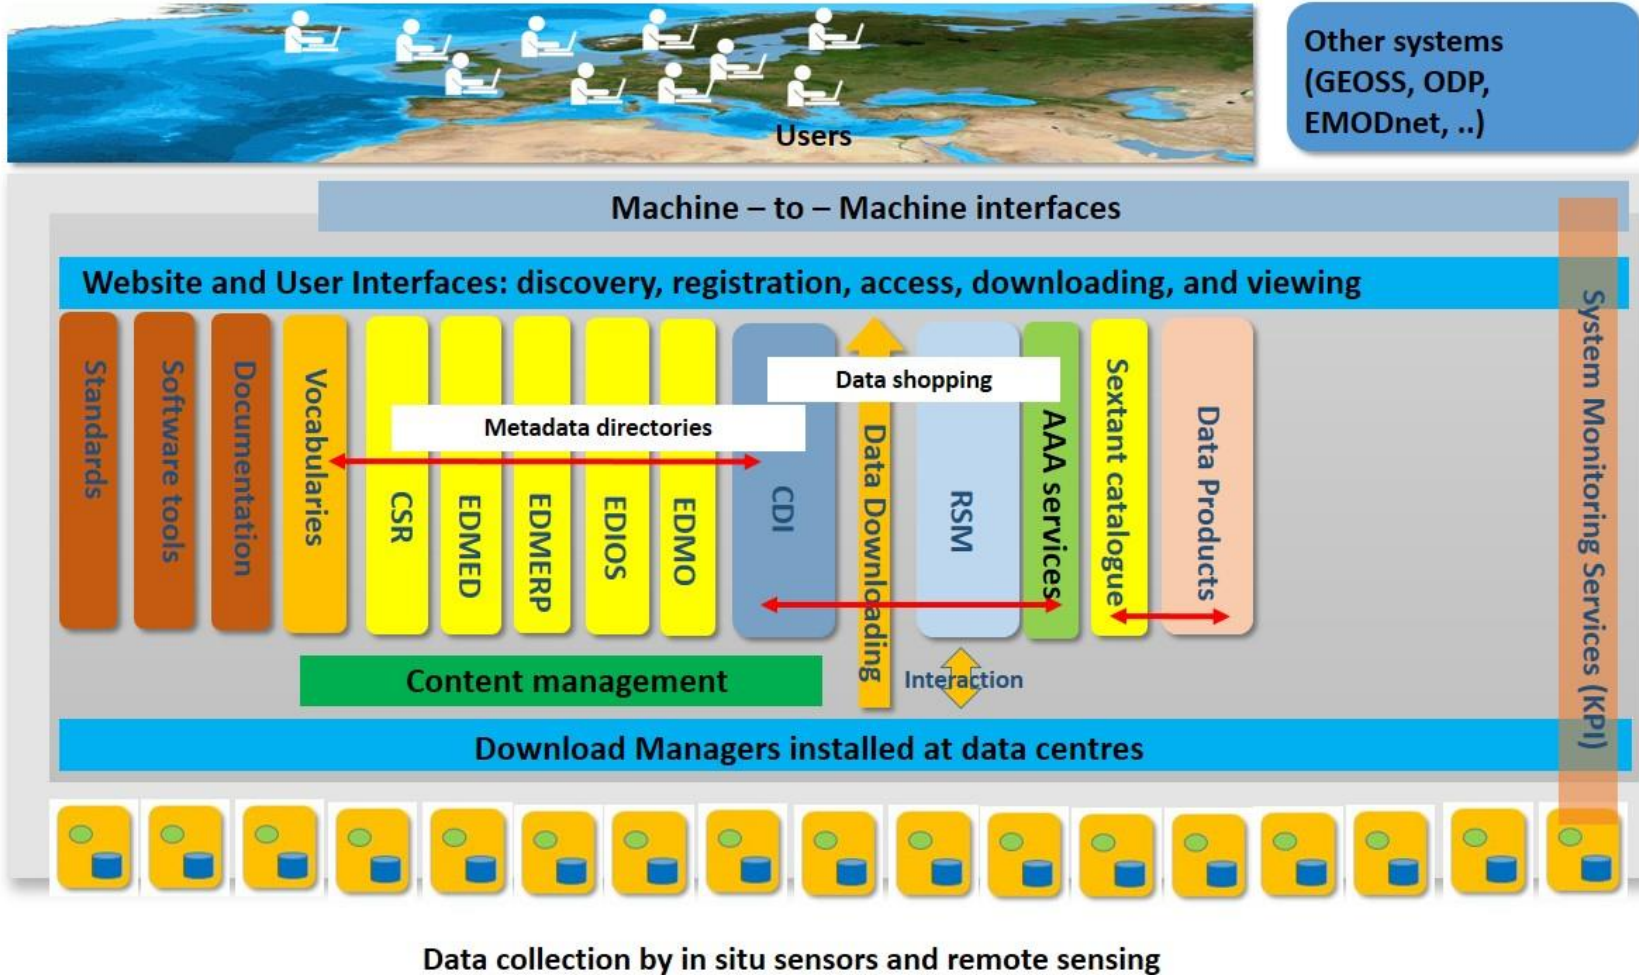 Users
Other systems
(GEOSS, ODP,
EMODnet, ..)
Machine – to – Machine interfaces
Website and User Interfaces: discovery, registration, access, downloading, and viewing
Standards
Software tools
Documentation
Vocabularies
CSR
EDMED
EDMERP
EDIOS
EDMO
Metadata directories
CDI
Data shopping
Data Downloading
RSM
AAA services
Sextant catalogue
Data Products
System Monitoring Services (KPI)
Content management
Interaction
Download Managers installed at data centres
Data collection by in situ sensors and remote sensing